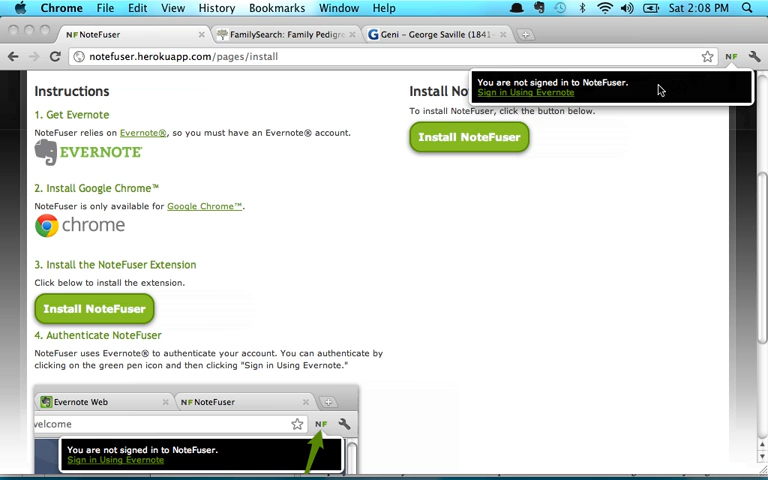 Chrome File Edit View History Bookmarks Window Help Sat 2:08 PM
NF NoteFuser FamilySearch: Family Pedigre Geni - George Saville (1841-
notefuser.herokuapp.com/pages/install NF
You are not signed in to NoteFuser.
Sign in Using Evernote
Instructions
1. Get Evernote
NoteFuser relies on Evernote®, so you must have an Evernote® account.
EVERNOTE
2. Install Google Chrome™
NoteFuser is only available for Google Chrome™.
chrome
3. Install the NoteFuser Extension
Click below to install the extension.
Install NoteFuser
4. Authenticate NoteFuser
NoteFuser uses Evernote® to authenticate your account. You can authenticate by
clicking on the green pen icon and then clicking "Sign in Using Evernote."
Evernote Web NF NoteFuser
velcome NF
You are not signed in to NoteFuser.
Sign in Using Evernote
Install No
To install NoteFuser, click the button below.
Install NoteFuser